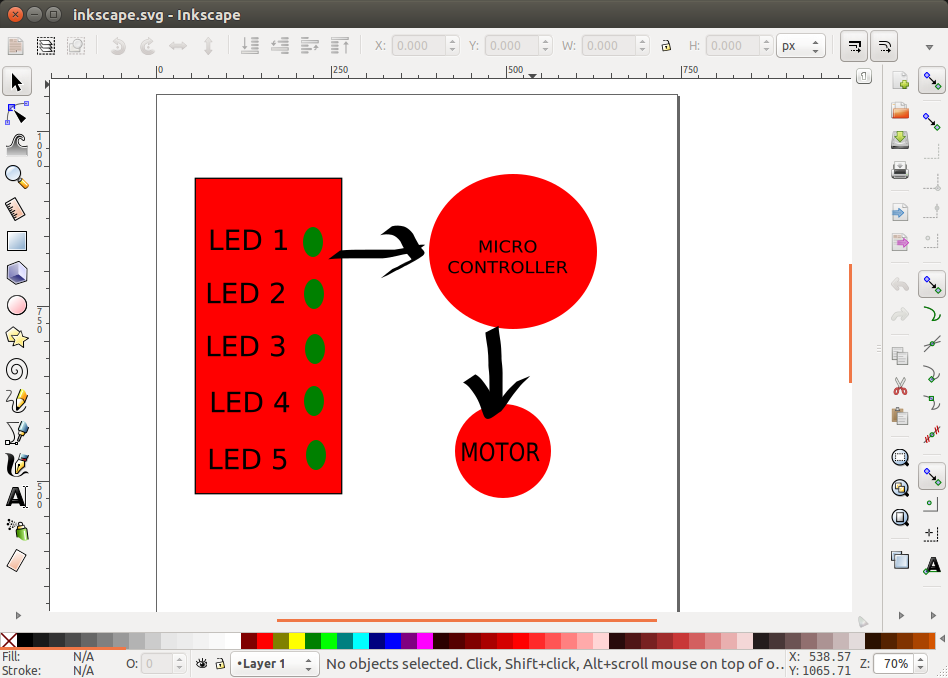 inkscape.svg - Inkscape
X: 0.000 Y: 0.000 W: 0.000 H: 0.000 px
0 250 500 750
1000
LED 1
LED 2
LED 3
LED 4
LED 5
MICRO
CONTROLLER
750
MOTOR
500
Fill: N/A
Stroke: N/A
O: 0
•Layer 1
No objects selected. Click, Shift+click, Alt+scroll mouse on top of o..
X: 538.57
Y: 1065.71
Z: 70%